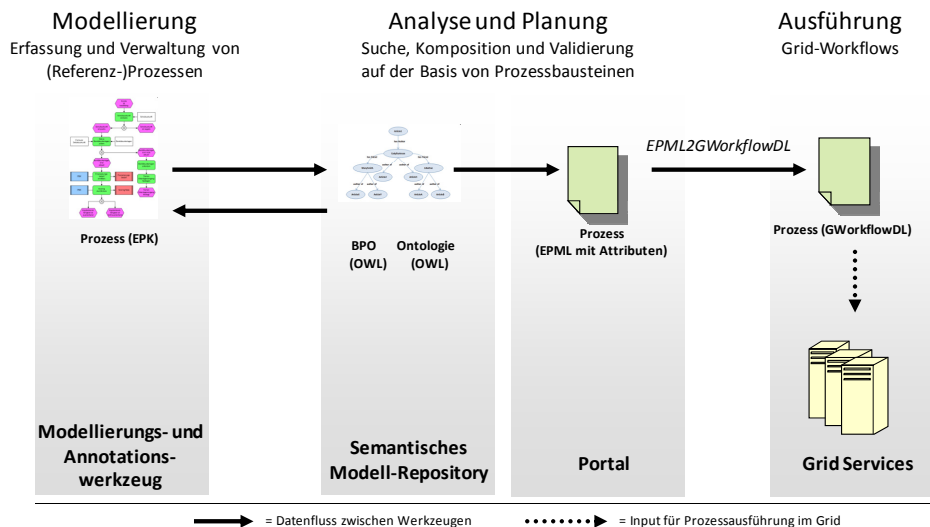 Modellierung
Erfassung und Verwaltung von
(Referenz-)Prozessen
Analyse und Planung
Suche, Komposition und Validierung
auf der Basis von Prozessbausteinen
Ausführung
Grid-Workflows
EPML2GWorkflowDL
Prozess (EPK)
BPO
(OWL)
Ontologie
(OWL)
Prozess
(EPML mit Attributen)
Prozess (GWorkflowDL)
Modellierungs- und
Annotations-
werkzeug
Semantisches
Modell-Repository
Portal
Grid Services
= Datenfluss zwischen Werkzeugen
= Input für Prozessausführung im Grid